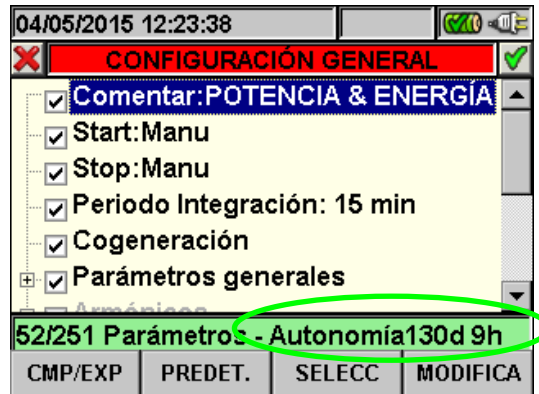 04/05/2015 12:23:38
CONFIGURACIÓN GENERAL
Comentar:POTENCIA & ENERGÍA
Start:Manu
Stop:Manu
Periodo Integración: 15 min
Cogeneración
Parámetros generales
Armónicos
52/251 Parámetros - Autonomía130d 9h
CMP/EXP PREDET. SELECC MODIFICA